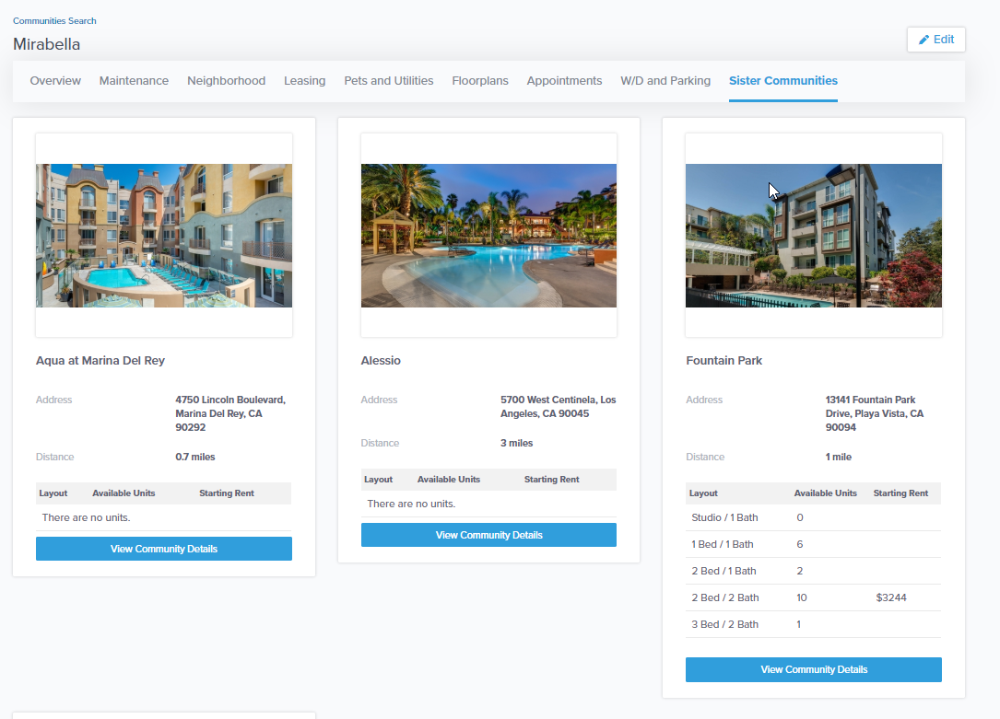 Communities Search
Mirabella
Edit
Overview Maintenance Neighborhood Leasing Pets and Utilities Floorplans Appointments W/D and Parking Sister Communities
Aqua at Marina Del Rey
Address
4750 Lincoln Boulevard,
Marina Del Rey, CA
90292
Distance
0.7 miles
Layout Available Units Starting Rent
There are no units.
View Community Details
Alessio
Address
5700 West Centinela, Los
Angeles, CA 90045
Distance
3 miles
Layout Available Units Starting Rent
There are no units.
View Community Details
Fountain Park
Address
13141 Fountain Park
Drive, Playa Vista, CA
90094
Distance
1 mile
Layout Available Units Starting Rent
Studio / 1 Bath 0
1 Bed / 1 Bath 6
2 Bed / 1 Bath 2
2 Bed / 2 Bath 10 $3244
3 Bed / 2 Bath 1
View Community Details